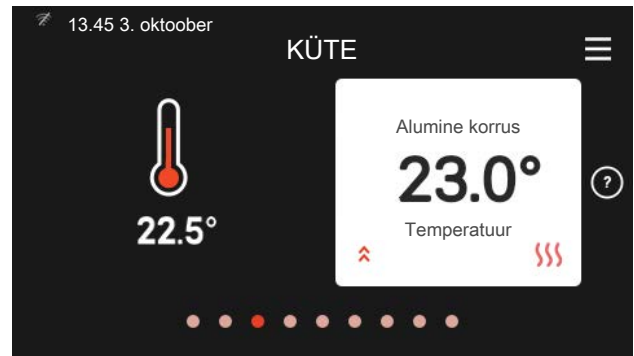 13.45 3. oktoober
KÜTE
Alumine korrus
23.0°
Temperatuur
22.5°
?